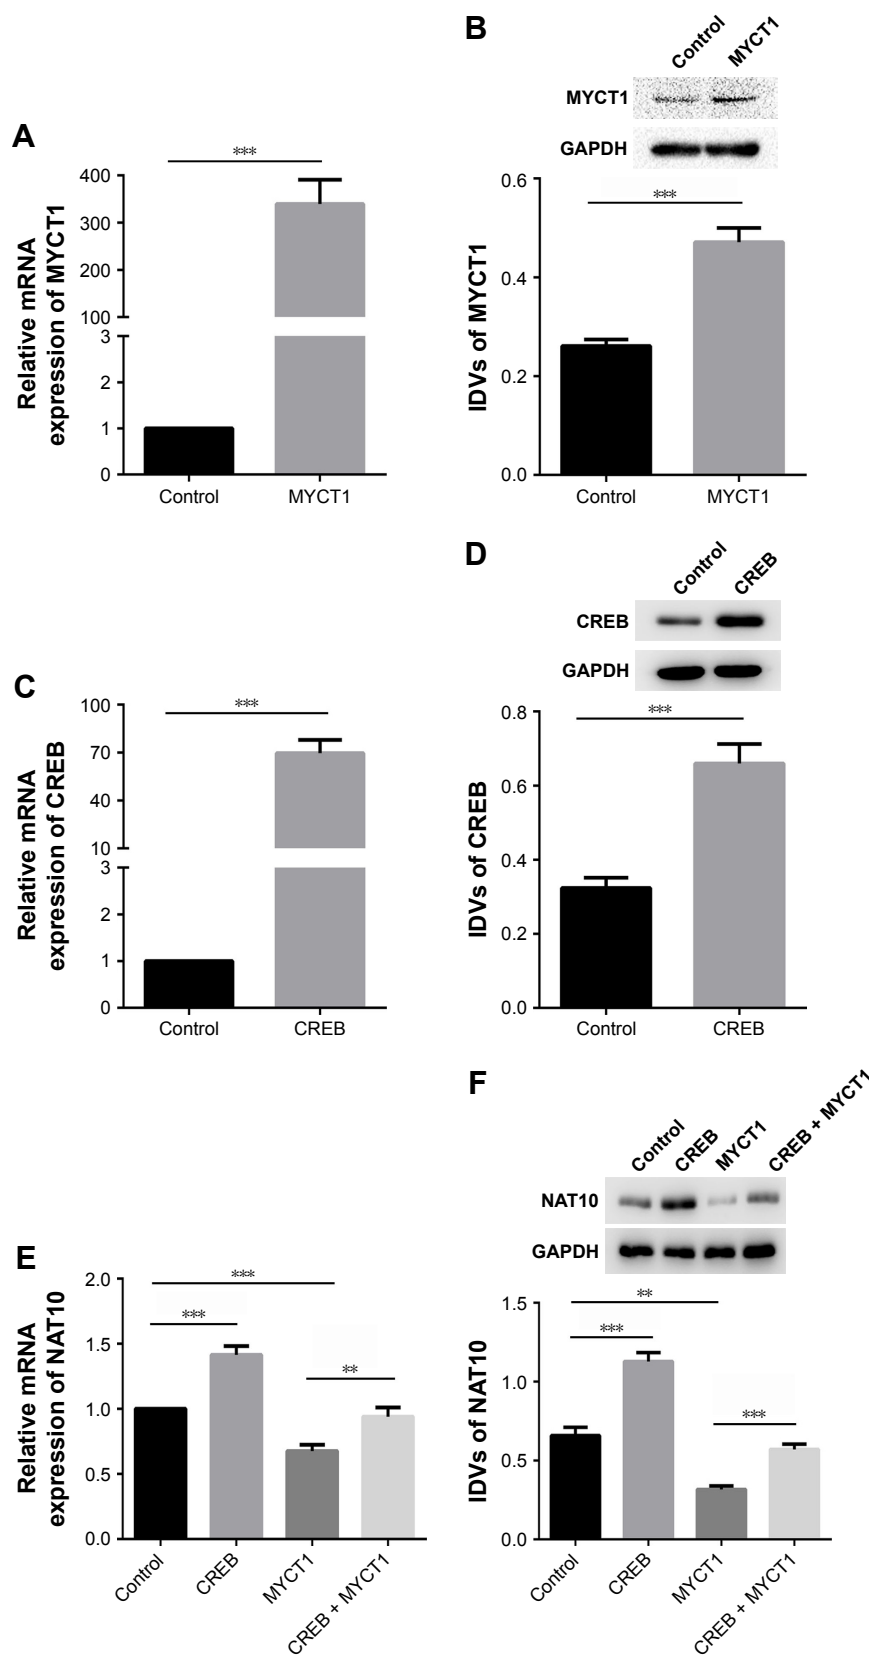 A
Relative mRNA
expression of MYCT1
400
300
200
100
3
2
1
0
***
Control
MYCT1
B
Control
MYCT1
MYCT1
GAPDH
IDVs of MYCT1
0.6
0.4
0.2
0.0
***
Control
MYCT1
C
Relative mRNA
expression of CREB
100
70
40
10
3
2
1
0
***
Control
CREB
D
Control
CREB
CREB
GAPDH
IDVs of CREB
0.8
0.6
0.4
0.2
0.0
***
Control
CREB
E
Relative mRNA
expression of NAT10
2.0
1.5
1.0
0.5
0.0
***
***
**
Control
CREB
MYCT1
CREB + MYCT1
F
Control
CREB
MYCT1
CREB + MYCT1
NAT10
GAPDH
IDVs of NAT10
1.5
1.0
0.5
0.0
**
***
***
Control
CREB
MYCT1
CREB + MYCT1